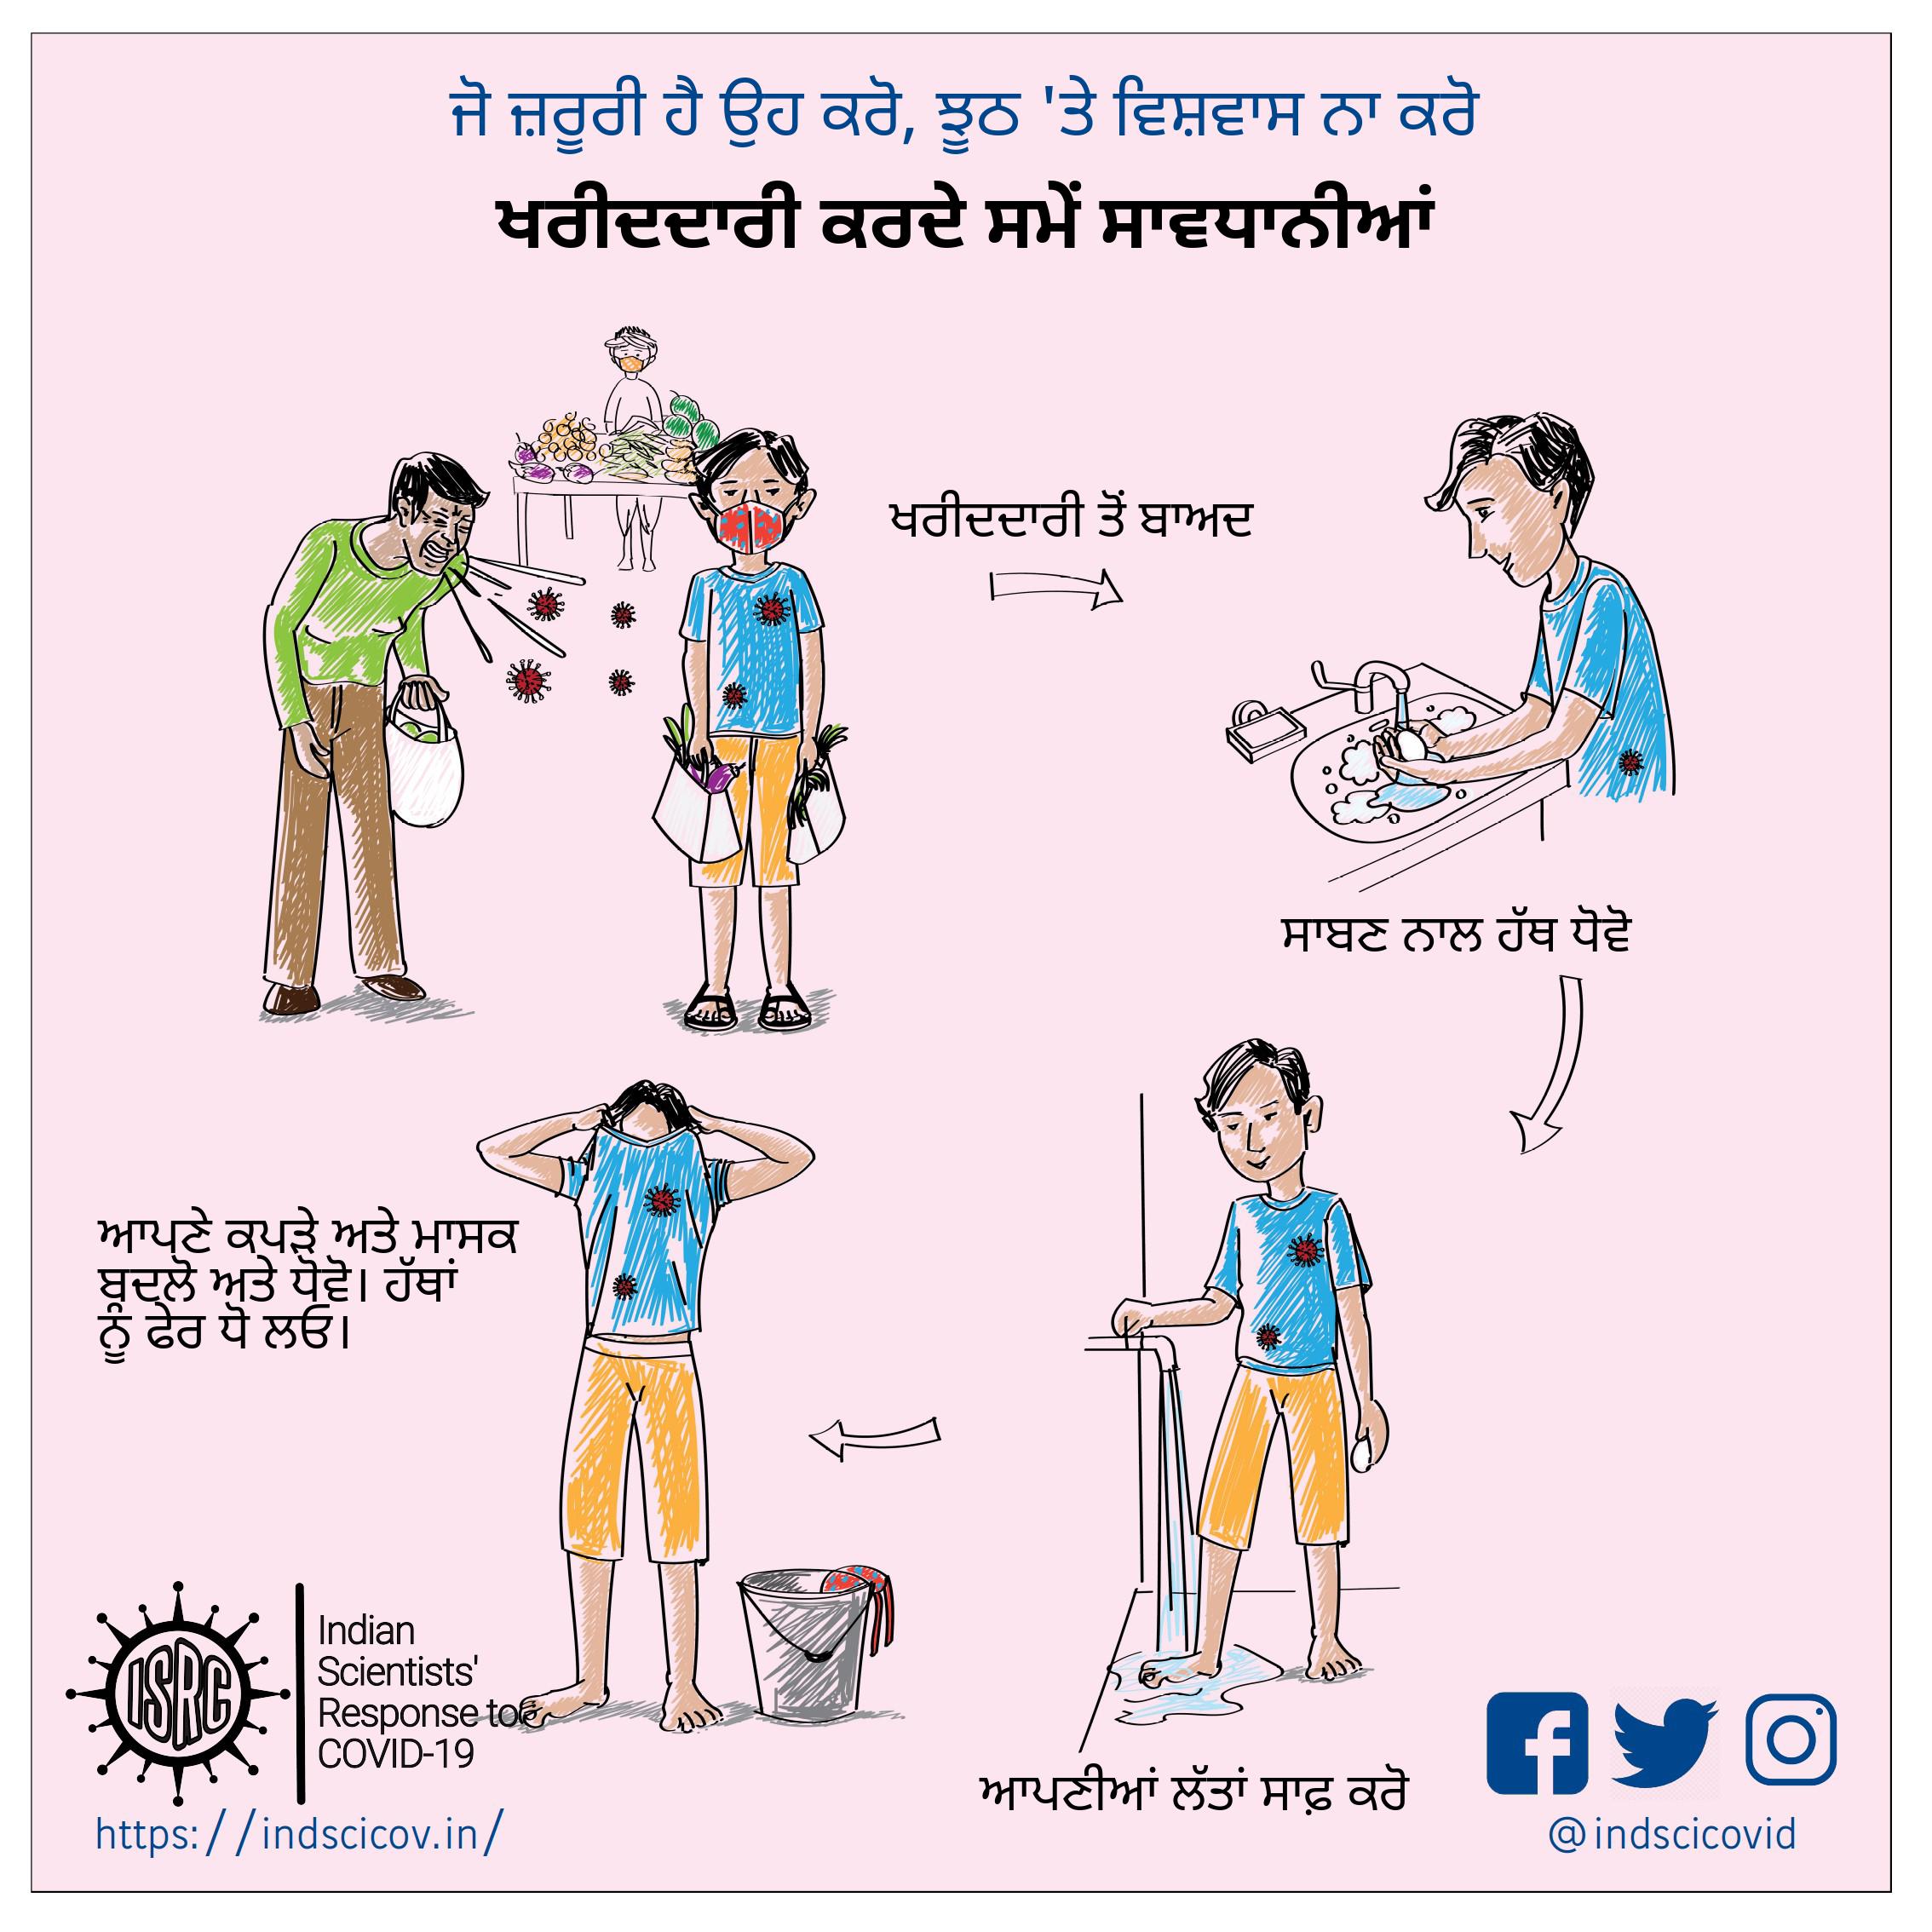 ਜੋ ਜ਼ਰੂਰੀ ਹੈ ਉਹ ਕਰੋ, ਝੂਠ 'ਤੇ ਵਿਸ਼ਵਾਸ ਨਾ ਕਰੋ
ਖਰੀਦਦਾਰੀ ਕਰਦੇ ਸਮੇਂ ਸਾਵਧਾਨੀਆਂ
ਖਰੀਦਦਾਰੀ ਤੋਂ ਬਾਅਦ
ਸਾਬਣ ਨਾਲ ਹੱਥ ਧੋਵੋ
ਆਪਣੀਆਂ ਲੱਤਾਂ ਸਾਫ਼ ਕਰੋ
ਆਪਣੇ ਕਪੜੇ ਅਤੇ ਮਾਸਕ
ਬਦਲੋ ਅਤੇ ਧੋਵੋ। ਹੱਥਾਂ
ਨੂੰ ਫੇਰ ਧੋ ਲਓ।
ISRC
Indian
Scientists'
Response to
COVID-19
https://indscicov.in/
@indscicovid